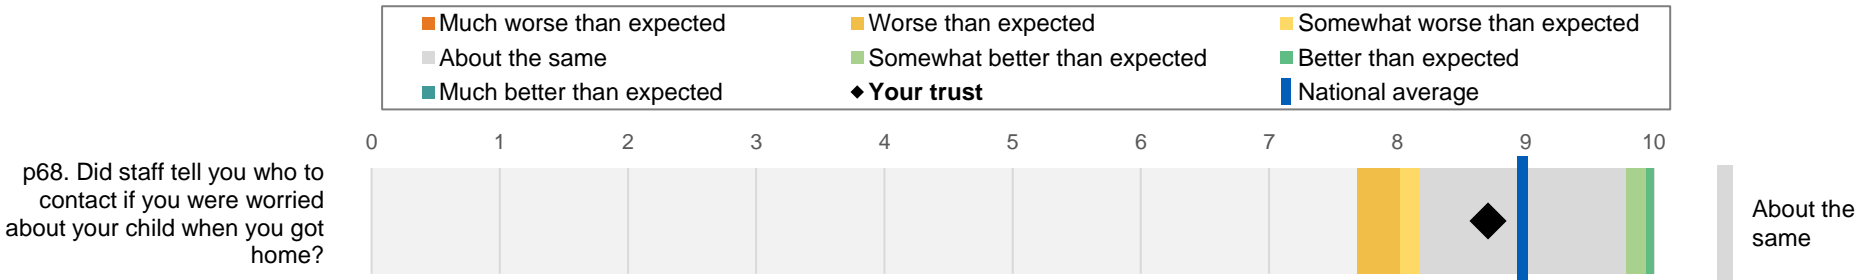 Much worse than expected Worse than expected Somewhat worse than expected
About the same Somewhat better than expected Better than expected
Much better than expected Your trust National average
0 1 2 3 4 5 6 7 8 9 10
p68. Did staff tell you who to
contact if you were worried
about your child when you got
home?
About the
same